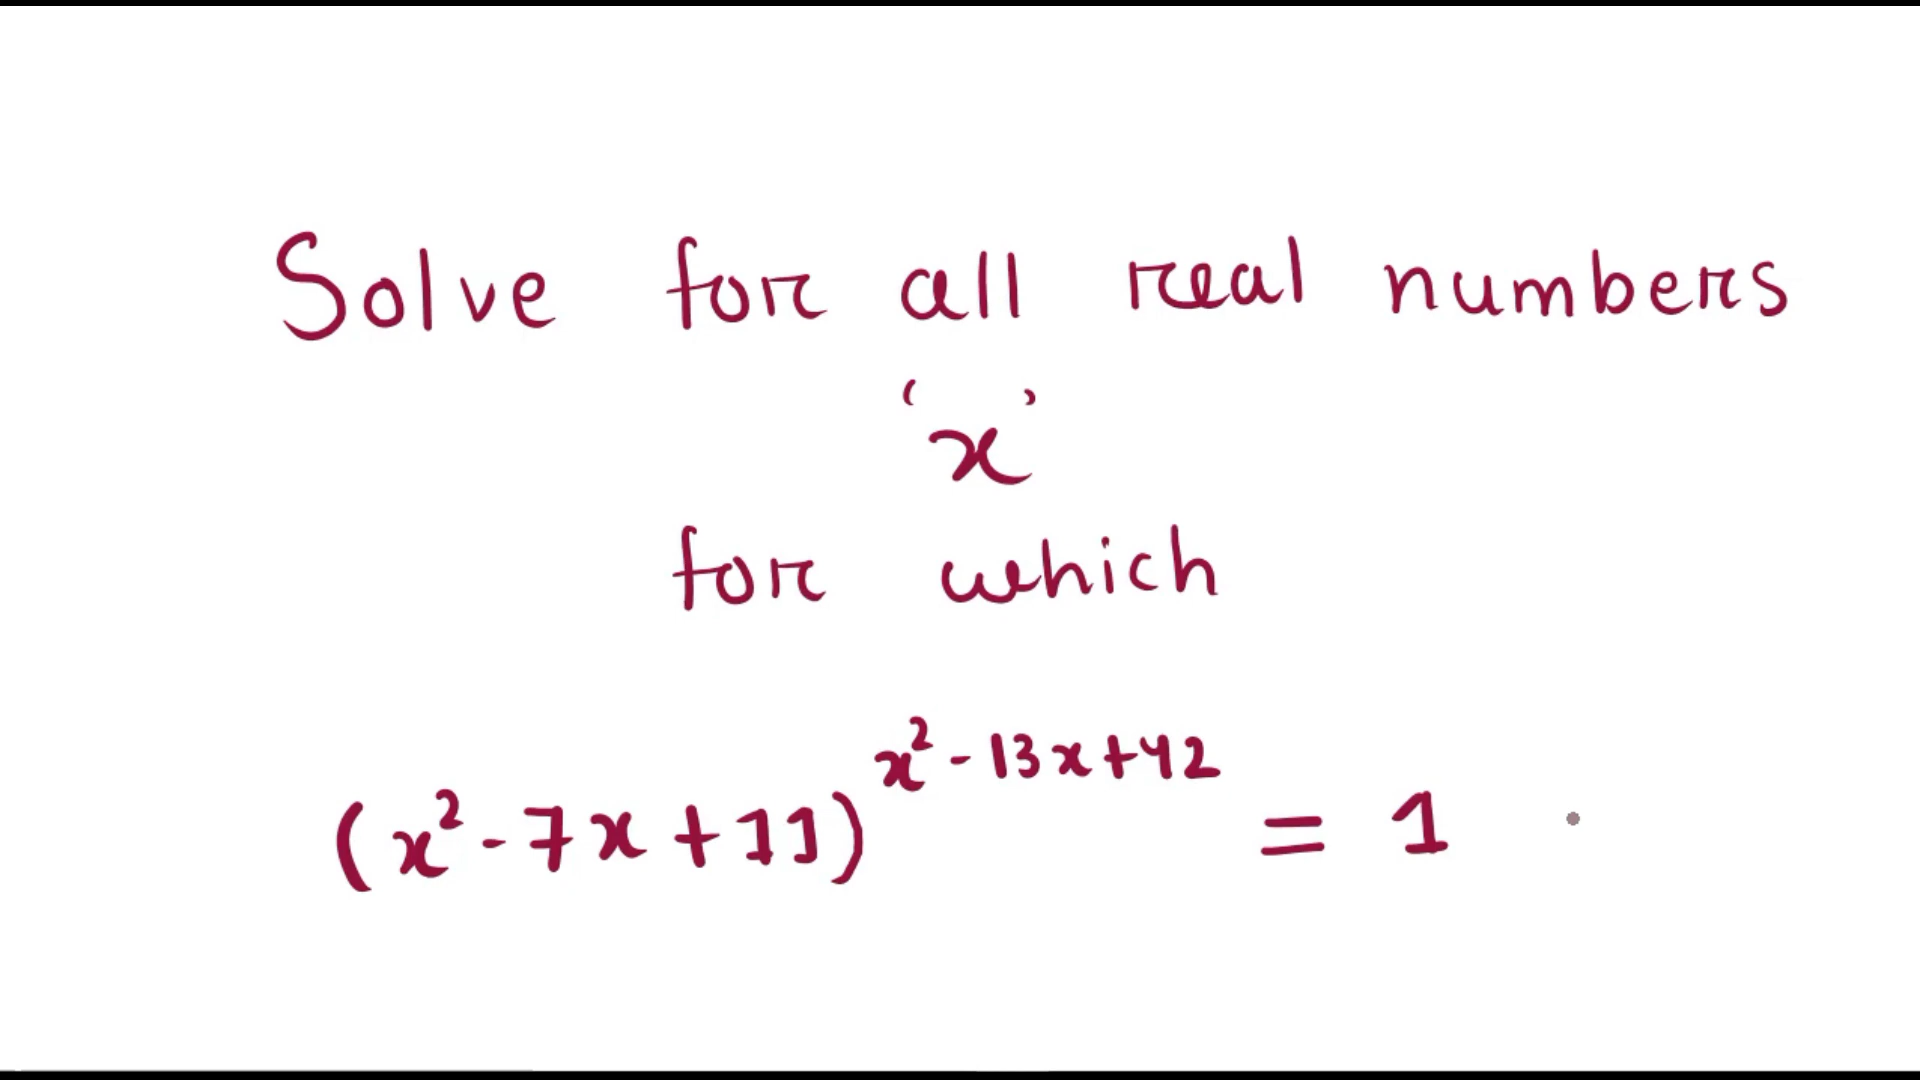 Solve for all real numbers
'x'
for which
(x² - 7x + 11)^(x² - 13x + 42) = 1